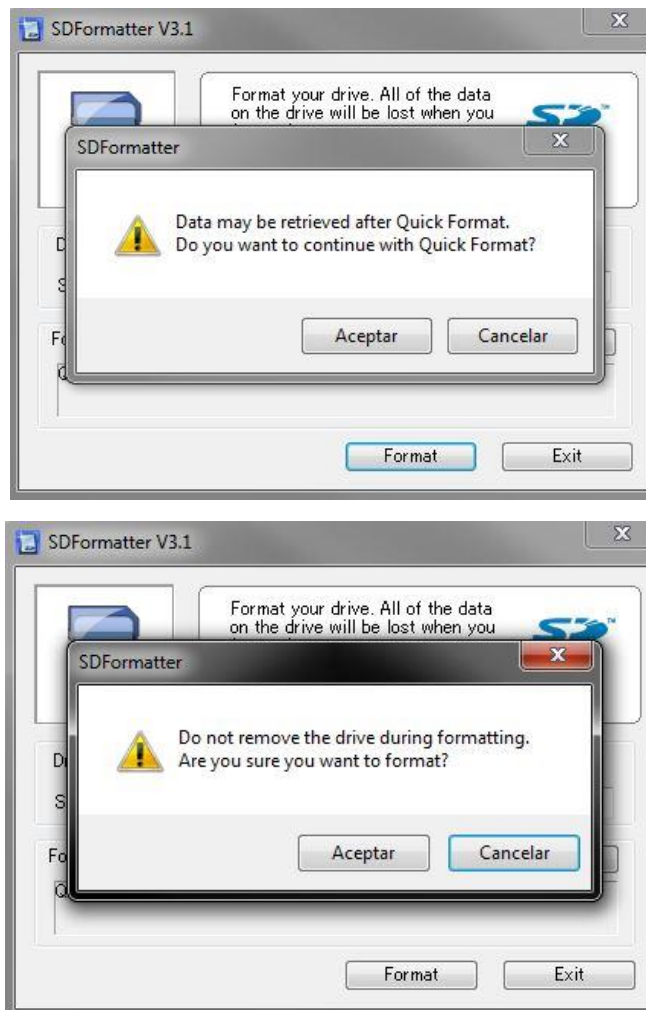 SDFormatter V3.1
Format your drive. All of the data
on the drive will be lost when you
SDFormatter
Data may be retrieved after Quick Format.
Do you want to continue with Quick Format?
Aceptar Cancelar
Format Exit
SDFormatter V3.1
Format your drive. All of the data
on the drive will be lost when you
SDFormatter
Do not remove the drive during formatting.
Are you sure you want to format?
Aceptar Cancelar
Format Exit